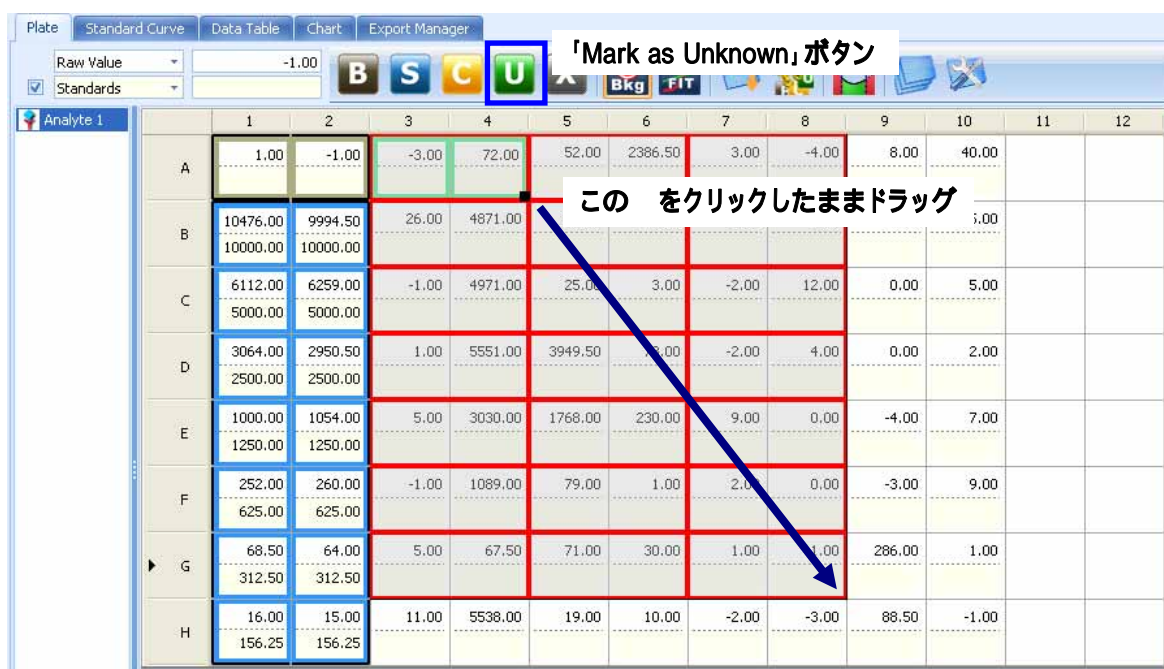 Plate Standard Curve Data Table Chart Export Manager
「Mark as Unknown」ボタン
Raw Value -1.00 B S C U X Bkg FIT
Standards
Analyte 1
1 2 3 4 5 6 7 8 9 10 11 12
A 1.00 -1.00 -3.00 72.00 52.00 2386.50 3.00 -4.00 8.00 40.00
この をクリックしたままドラッグ
B 10476.00 9994.50 26.00 4871.00
10000.00 10000.00
C 6112.00 6259.00 -1.00 4971.00 25.00 3.00 -2.00 12.00 0.00 5.00
5000.00 5000.00
D 3064.00 2950.50 1.00 5551.00 3949.50 -2.00 4.00 0.00 2.00
2500.00 2500.00
E 1000.00 1054.00 5.00 3030.00 1768.00 230.00 9.00 0.00 -4.00 7.00
1250.00 1250.00
F 252.00 260.00 -1.00 1089.00 79.00 1.00 2.00 0.00 -3.00 9.00
625.00 625.00
G 68.50 64.00 5.00 67.50 71.00 30.00 1.00 286.00 1.00
312.50 312.50
H 16.00 15.00 11.00 5538.00 19.00 10.00 -2.00 -3.00 88.50 -1.00
156.25 156.25